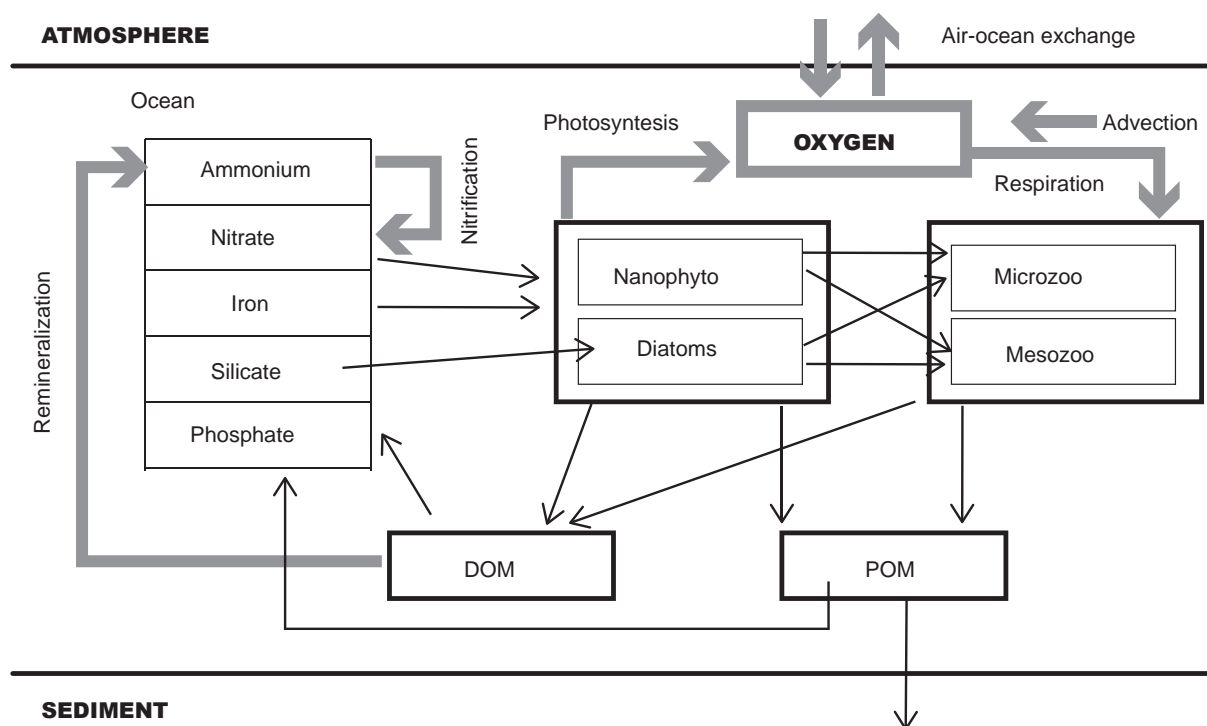 ATMOSPHERE
Air-ocean exchange
Ocean
Photosyntesis
OXYGEN
Advection
Ammonium
Respiration
Nitrification
Nitrate
Nanophyto
Microzoo
Iron
Remineralization
Diatoms
Mesozoo
Silicate
Phosphate
DOM
POM
SEDIMENT